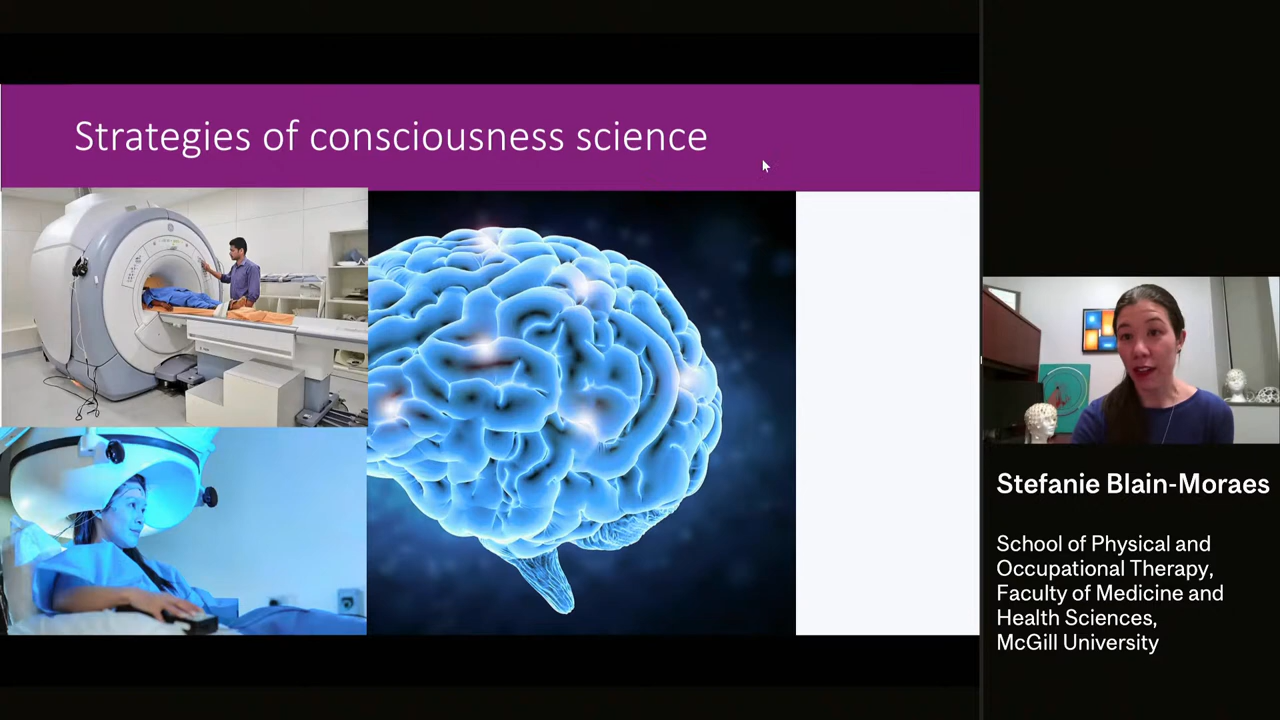 Strategies of consciousness science
Stefanie Blain-Moraes
School of Physical and
Occupational Therapy,
Faculty of Medicine and
Health Sciences,
McGill University